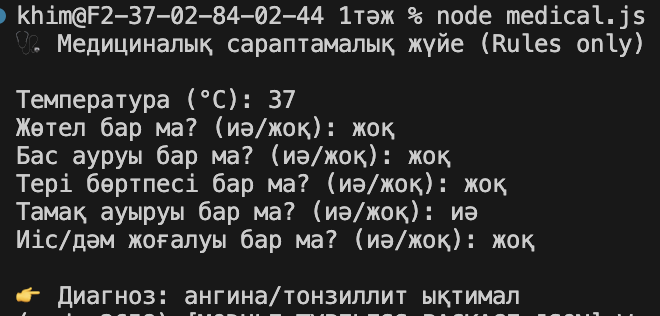 khim@F2-37-02-84-02-44 1тәж % node medical.js
🩺 Медициналық сараптамалық жүйе (Rules only)
Температура (°C): 37
Жөтел бар ма? (иә/жоқ): жоқ
Бас ауруы бар ма? (иә/жоқ): жоқ
Тері бөртпесі бар ма? (иә/жоқ): жоқ
Тамақ ауыруы бар ма? (иә/жоқ): иә
Иіс/дәм жоғалуы бар ма? (иә/жоқ): жоқ
👉 Диагноз: ангина/тонзиллит ықтимал